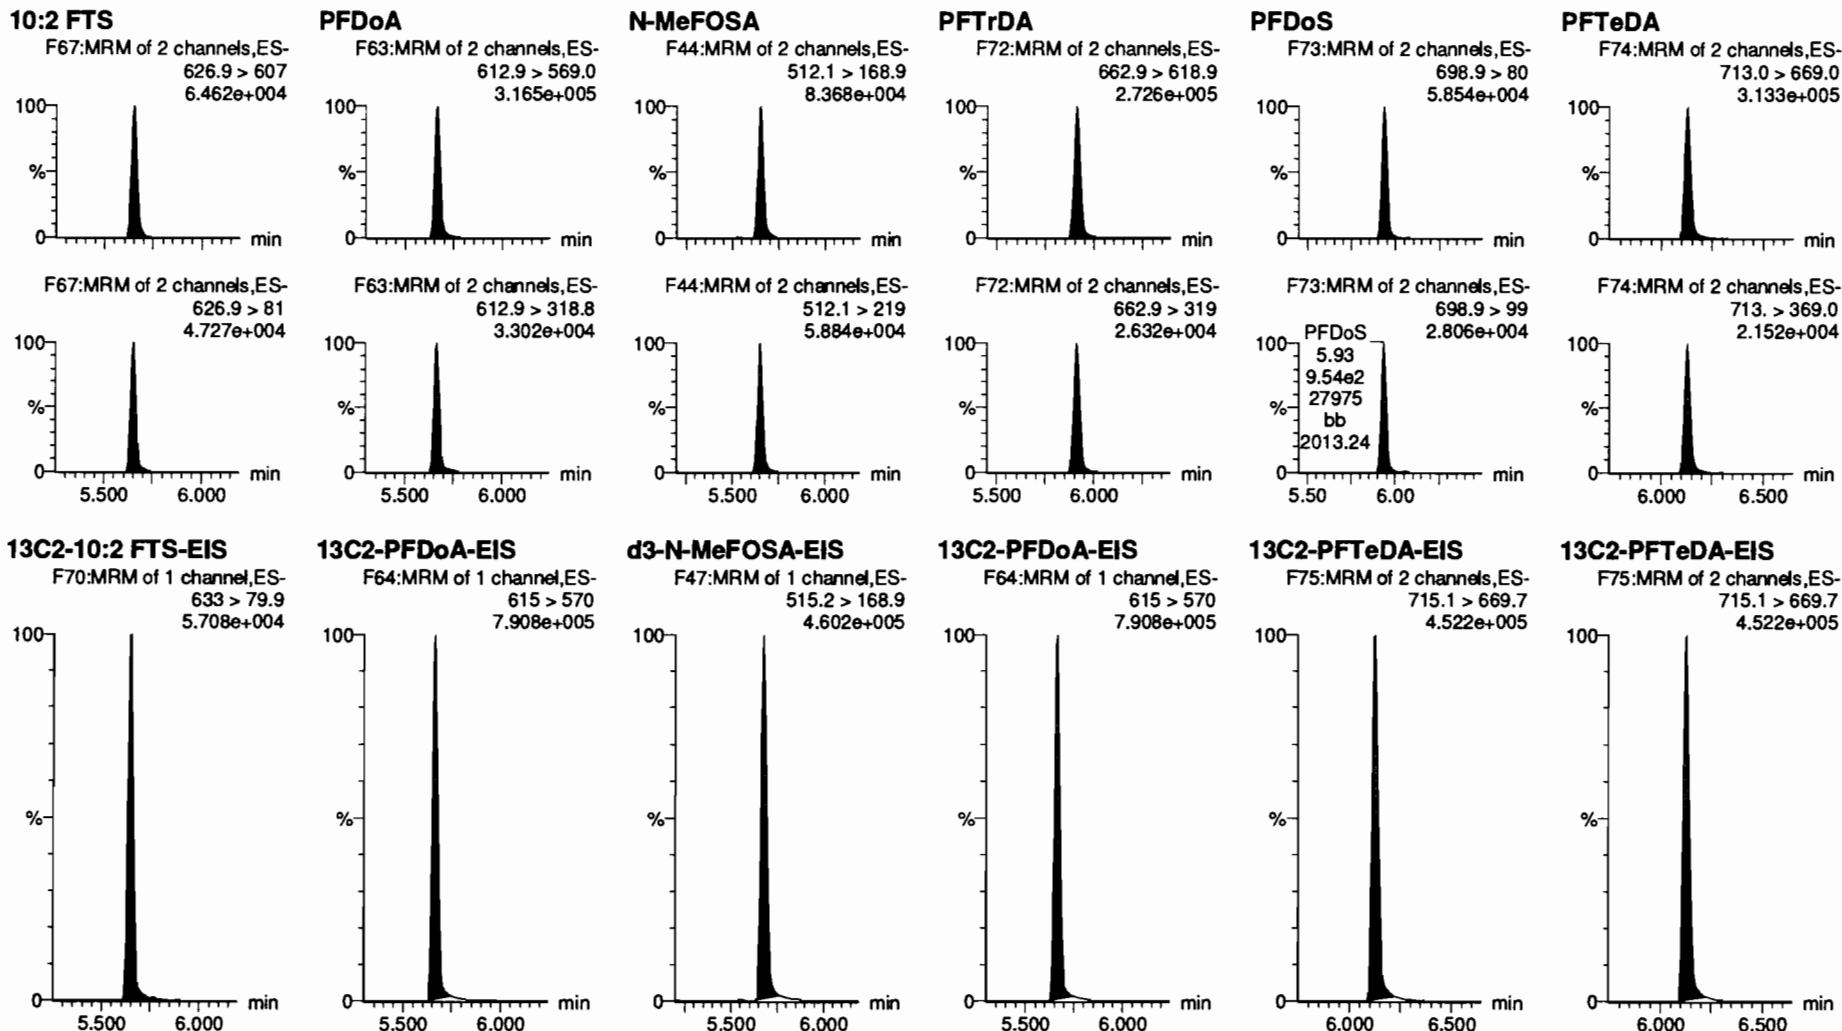 10:2 FTS
F67:MRM of 2 channels,ES-
626.9 > 607
6.462e+004
100
%
0
min
PFDoA
F63:MRM of 2 channels,ES-
612.9 > 569.0
3.165e+005
100
%
0
min
N-MeFOSA
F44:MRM of 2 channels,ES-
512.1 > 168.9
8.368e+004
100
%
0
min
PFTrDA
F72:MRM of 2 channels,ES-
662.9 > 618.9
2.726e+005
100
%
0
min
PFDoS
F73:MRM of 2 channels,ES-
698.9 > 80
5.854e+004
100
%
0
min
PFTeDA
F74:MRM of 2 channels,ES-
713.0 > 669.0
3.133e+005
100
%
0
min
F67:MRM of 2 channels,ES-
626.9 > 81
4.727e+004
100
%
0
min
5.500 6.000
F63:MRM of 2 channels,ES-
612.9 > 318.8
3.302e+004
100
%
0
min
5.500 6.000
F44:MRM of 2 channels,ES-
512.1 > 219
5.884e+004
100
%
0
min
5.500 6.000
F72:MRM of 2 channels,ES-
662.9 > 319
2.632e+004
100
%
0
min
5.500 6.000
F73:MRM of 2 channels,ES-
698.9 > 99
2.806e+004
100
PFDoS
5.93
9.54e2
27975
bb
2013.24
%
0
min
5.50 6.00
F74:MRM of 2 channels,ES-
713. > 369.0
2.152e+004
100
%
0
min
6.000 6.500
13C2-10:2 FTS-EIS
F70:MRM of 1 channel,ES-
633 > 79.9
5.708e+004
100
%
0
min
5.500 6.000
13C2-PFDoA-EIS
F64:MRM of 1 channel,ES-
615 > 570
7.908e+005
100
%
0
min
5.500 6.000
d3-N-MeFOSA-EIS
F47:MRM of 1 channel,ES-
515.2 > 168.9
4.602e+005
100
%
0
min
5.500 6.000
13C2-PFDoA-EIS
F64:MRM of 1 channel,ES-
615 > 570
7.908e+005
100
%
0
min
5.500 6.000
13C2-PFTeDA-EIS
F75:MRM of 2 channels,ES-
715.1 > 669.7
4.522e+005
100
%
0
min
6.000 6.500
13C2-PFTeDA-EIS
F75:MRM of 2 channels,ES-
715.1 > 669.7
4.522e+005
100
%
0
min
6.000 6.500